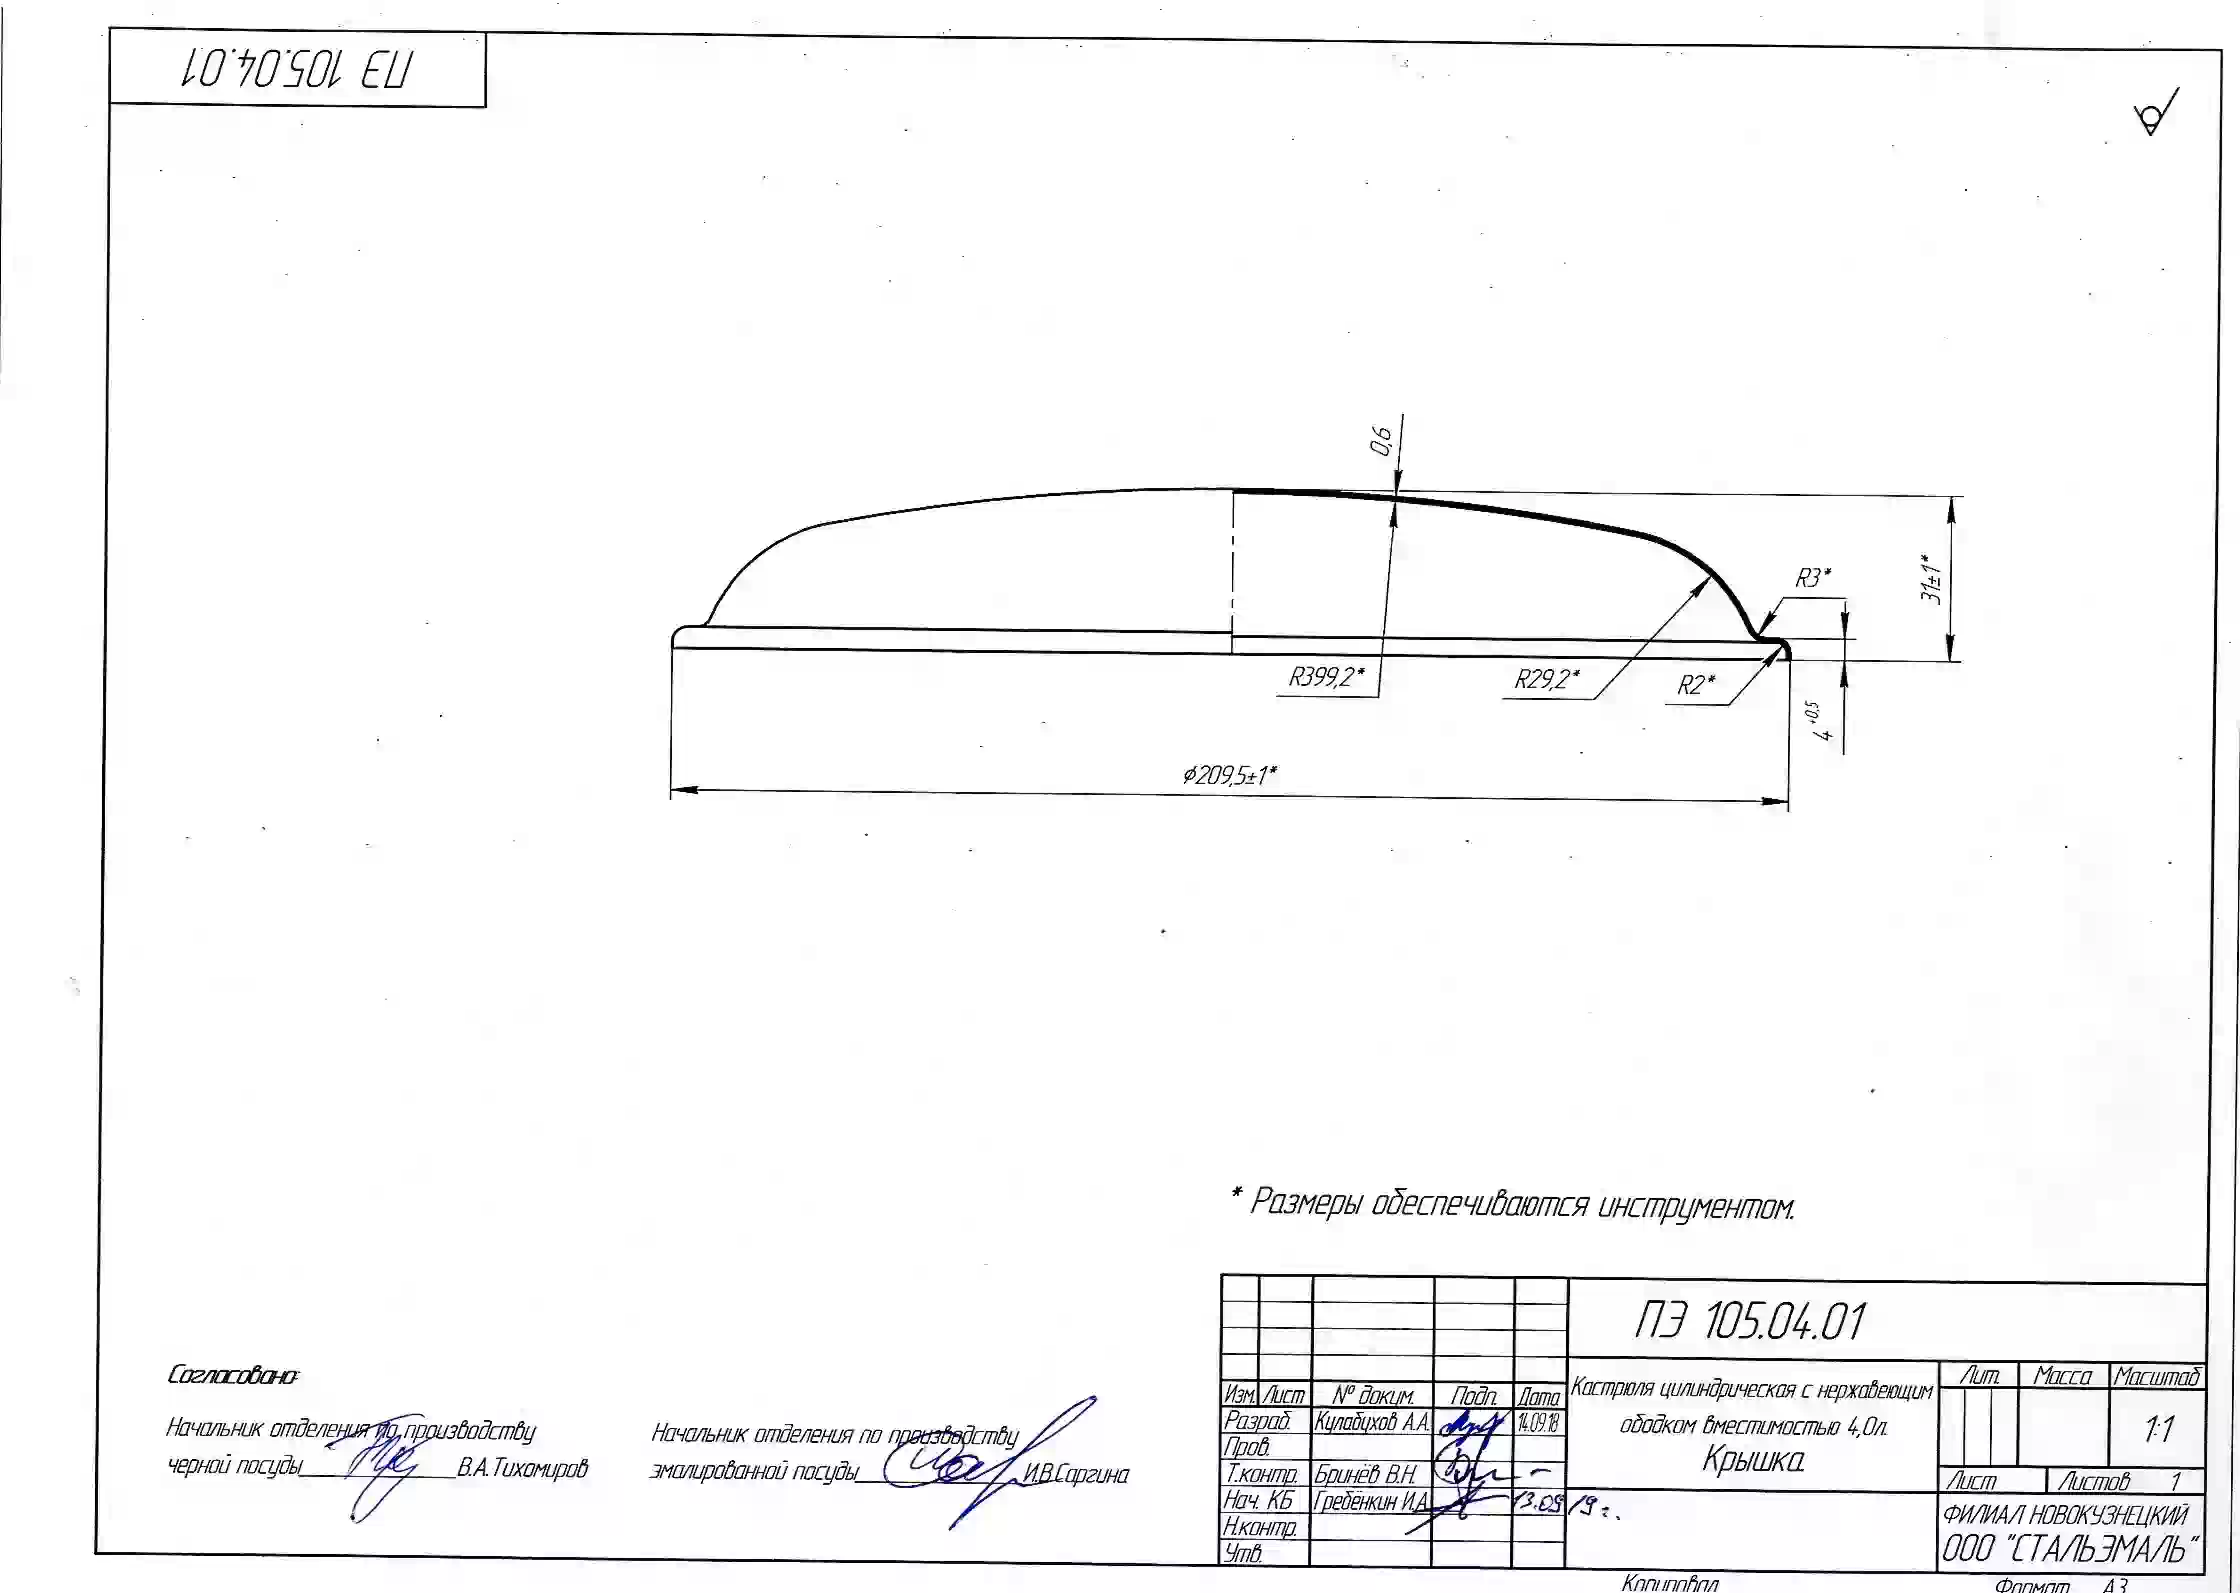 ПЭ 105.04.01
0,6
R3*
31±1*
R399,2*
R29,2*
R2*
4 +0,5
ϕ209,5±1*
* Размеры обеспечиваются инструментом.
Согласовано:
Начальник отделения по производству
черной посуды В.А.Тихомиров
Начальник отделения по производству
эмалированной посуды И.В.Саргина
ПЭ 105.04.01
Изм. Лист № докум. Подп. Дата
Разраб. Кулабухов А.А. 14.09.18
Пров.
Т.контр. Бринёв В.Н.
Нач. КБ Гребёнкин И.А. 13.09 19 г.
Н.контр.
Утв.
Кастрюля цилиндрическая с нержавеющим
ободком вместимостью 4,0л.
Крышка
Лит. Масса Масштаб
1:1
Лист Листов 1
ФИЛИАЛ НОВОКУЗНЕЦКИЙ
ООО "СТАЛЬЭМАЛЬ"
Копировал Формат А3